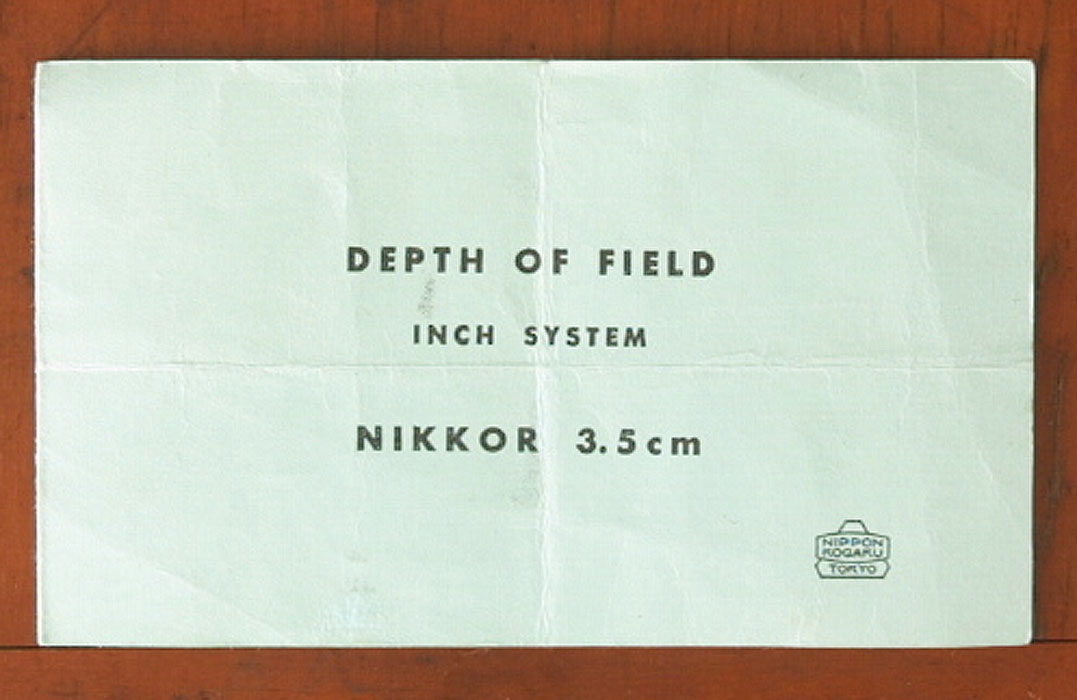 DEPTH OF FIELD
INCH SYSTEM
NIKKOR 3.5cm
NIPPON
KOGAKU
TOKYO